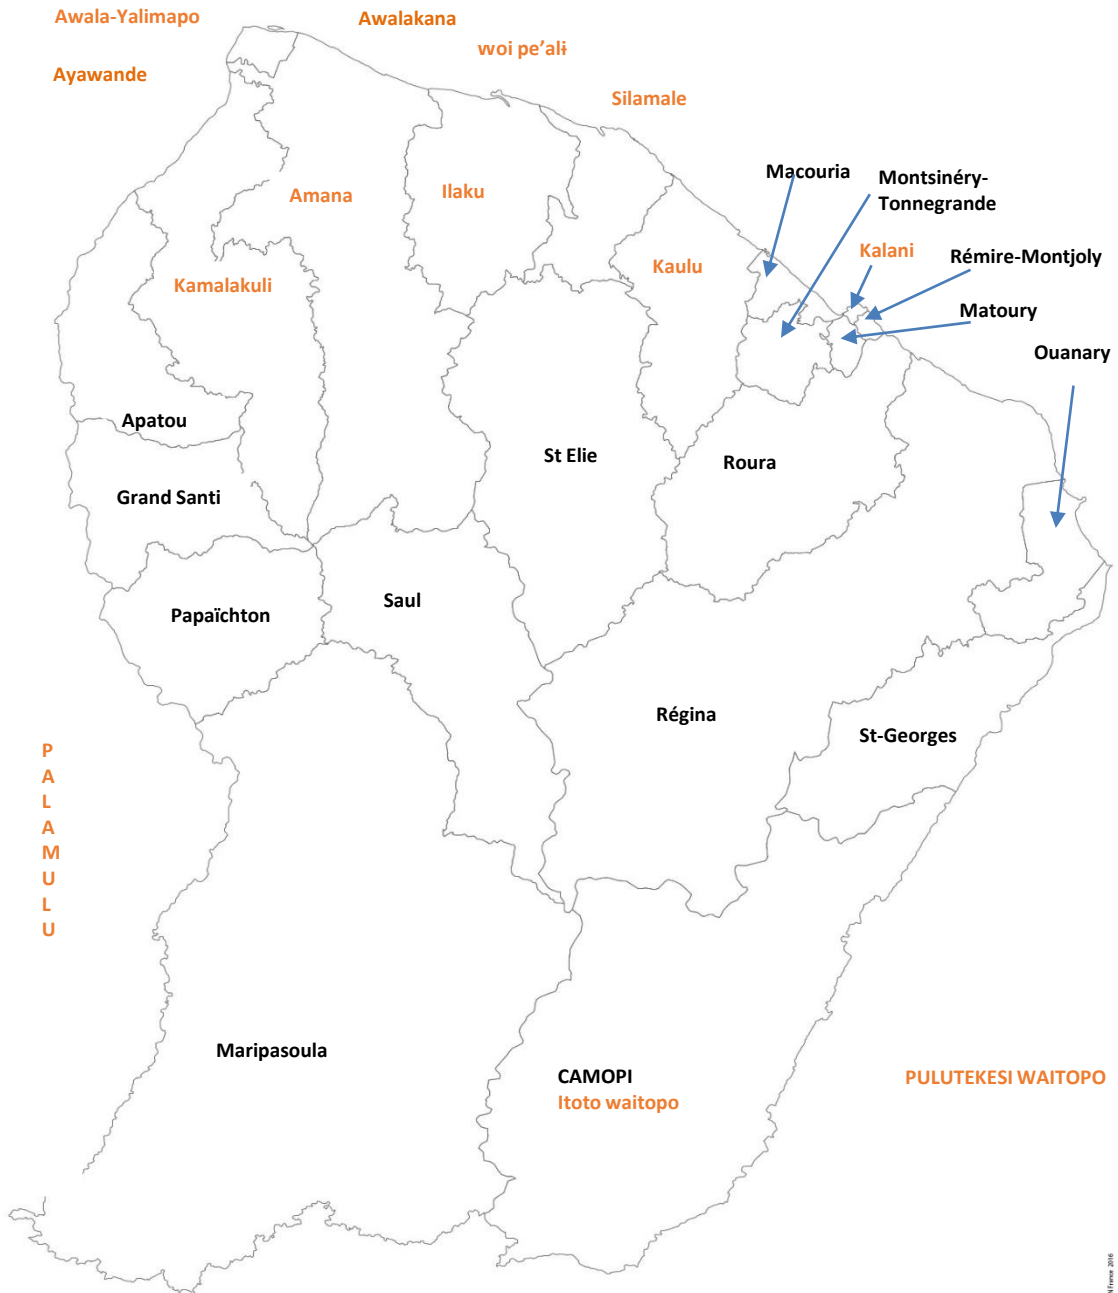 Awala-Yalimapo
Awalakana
woi pe’alɨ
Ayawande
Silamale
Macouria
Montsinéry-
Tonnegrande
Amana
Ilaku
Kalani
Rémire-Montjoly
Kaulu
Kamalakuli
Matoury
Ouanary
Apatou
St Elie
Roura
Grand Santi
Saul
Papaïchton
Régina
St-Georges
P
A
L
A
M
U
L
U
Maripasoula
CAMOPI
Itoto waitopo
PULUTEKESI WAITOPO